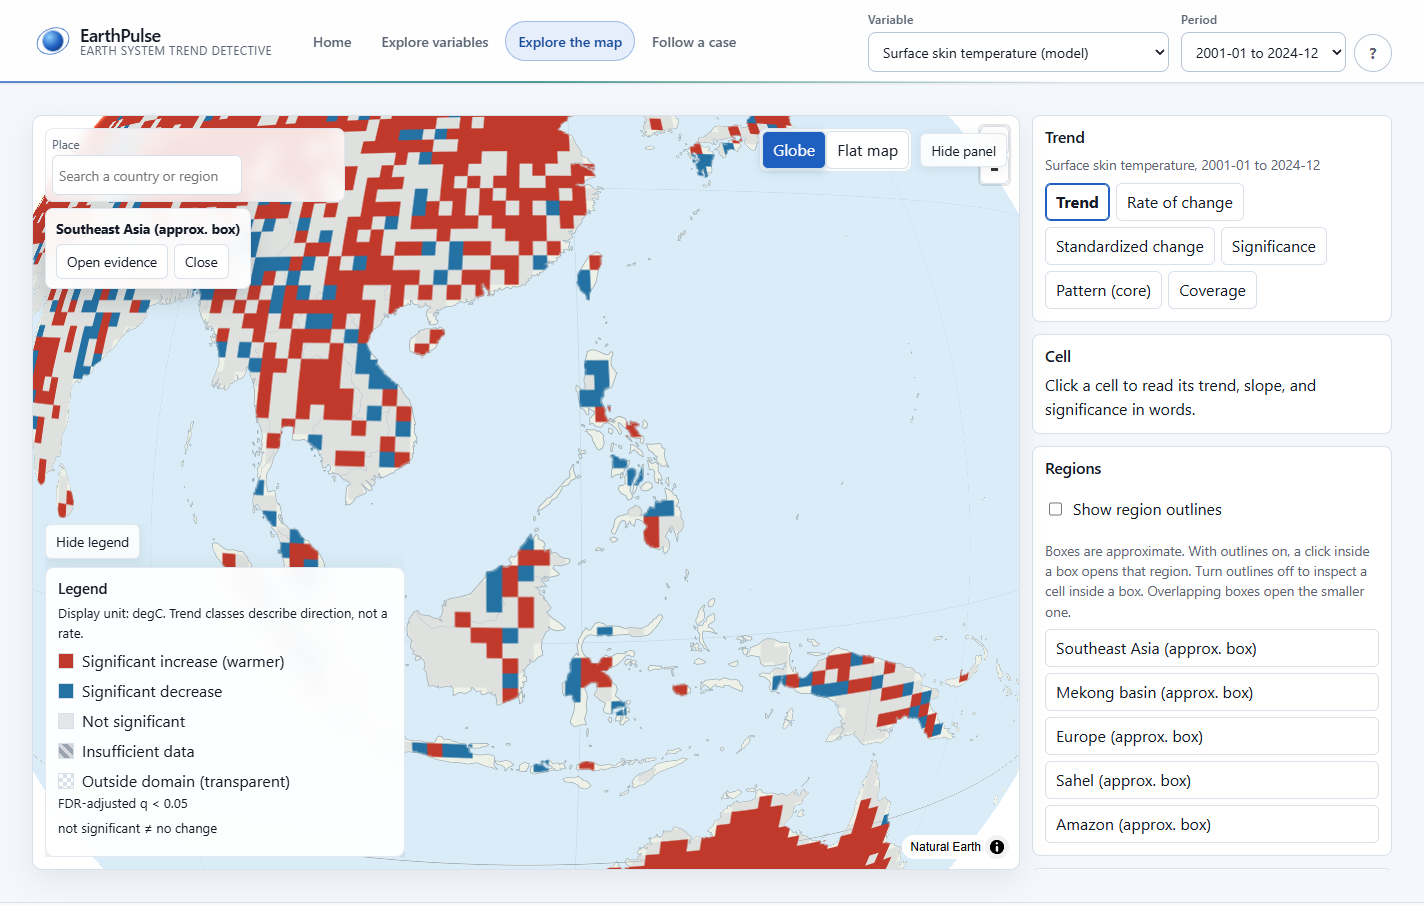 EarthPulse
EARTH SYSTEM TREND DETECTIVE
Home
Explore variables
Explore the map
Follow a case
Variable
Surface skin temperature (model)
Period
2001-01 to 2024-12
?
Place
Search a country or region
Southeast Asia (approx. box)
Open evidence
Close
Globe
Flat map
Hide panel
-
Hide legend
Legend
Display unit: degC. Trend classes describe direction, not a
rate.
Significant increase (warmer)
Significant decrease
Not significant
Insufficient data
Outside domain (transparent)
FDR-adjusted q < 0.05
not significant ≠ no change
Natural Earth
Trend
Surface skin temperature, 2001-01 to 2024-12
Trend
Rate of change
Standardized change
Significance
Pattern (core)
Coverage
Cell
Click a cell to read its trend, slope, and
significance in words.
Regions
Show region outlines
Boxes are approximate. With outlines on, a click inside
a box opens that region. Turn outlines off to inspect a
cell inside a box. Overlapping boxes open the smaller
one.
Southeast Asia (approx. box)
Mekong basin (approx. box)
Europe (approx. box)
Sahel (approx. box)
Amazon (approx. box)